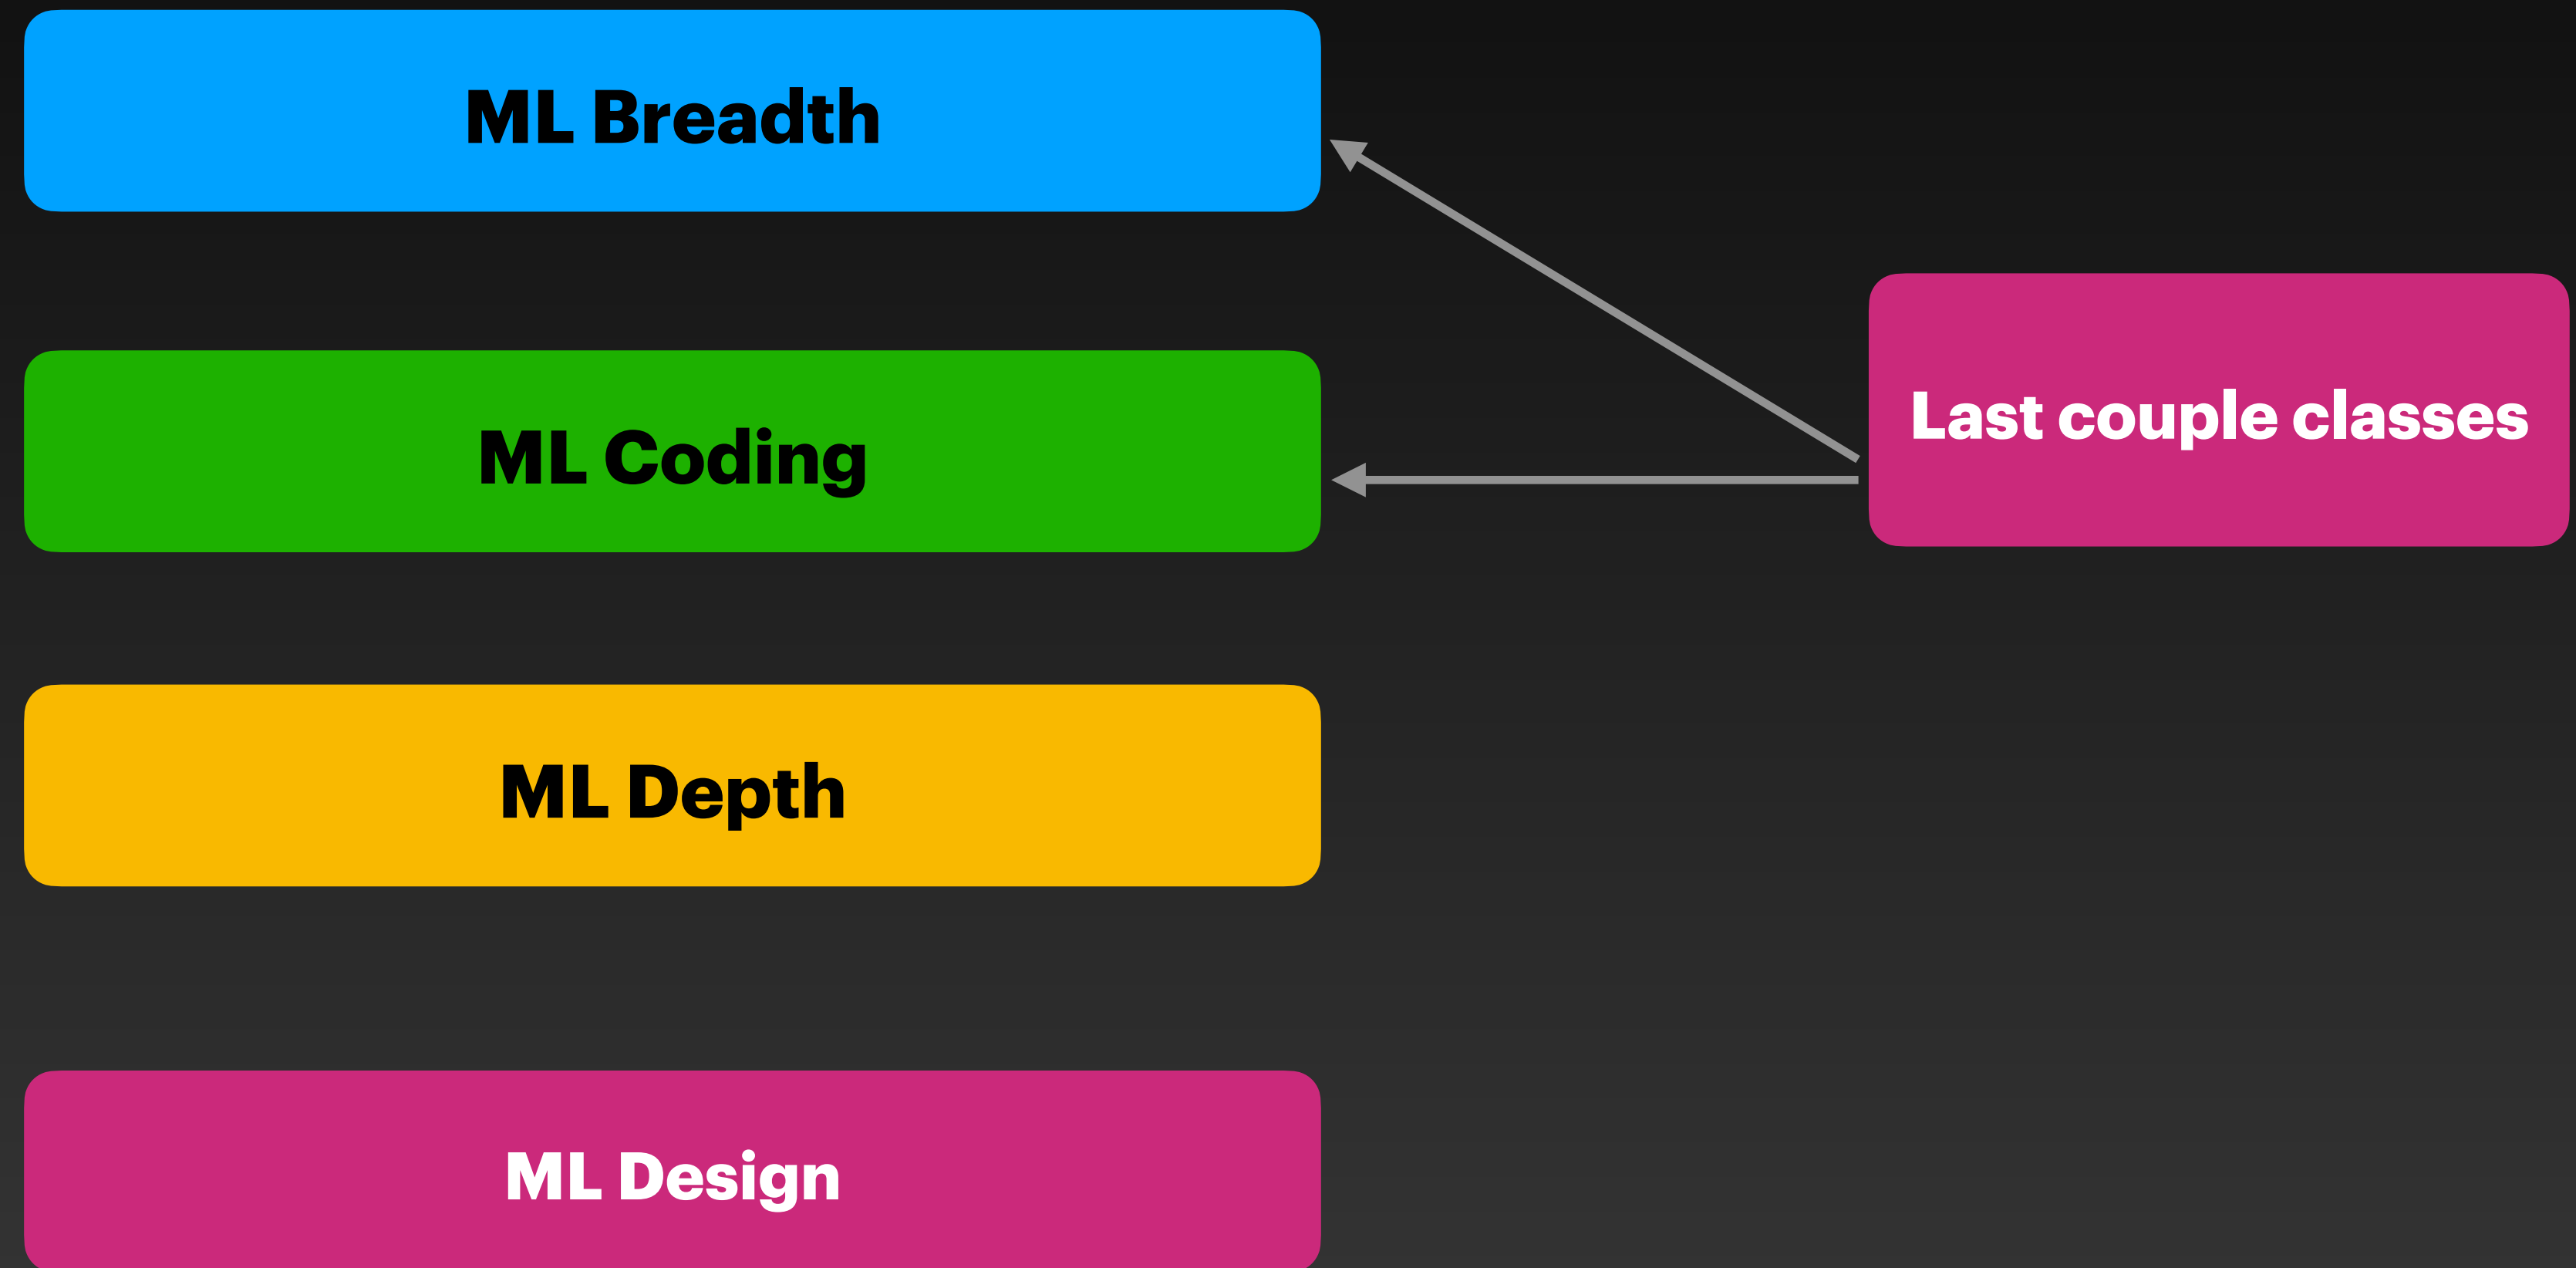 ML Breadth
ML Coding
Last couple classes
ML Depth
ML Design